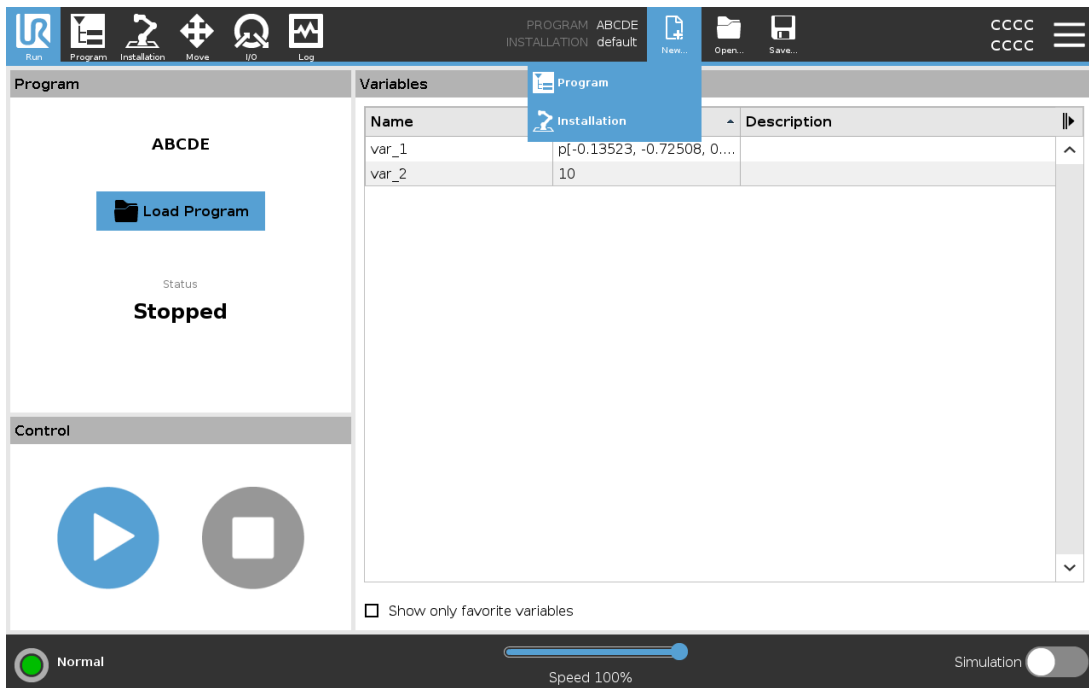 UR
Run
Program
Installation
Move
I/O
Log
PROGRAM ABCDE
INSTALLATION default
New...
Open...
Save...
CCCC
CCCC
Program
Installation
Program
Variables
ABCDE
Load Program
Status
Stopped
Control
Name Description
var_1 p[-0.13523, -0.72508, 0....
var_2 10
Show only favorite variables
Normal
Speed 100%
Simulation